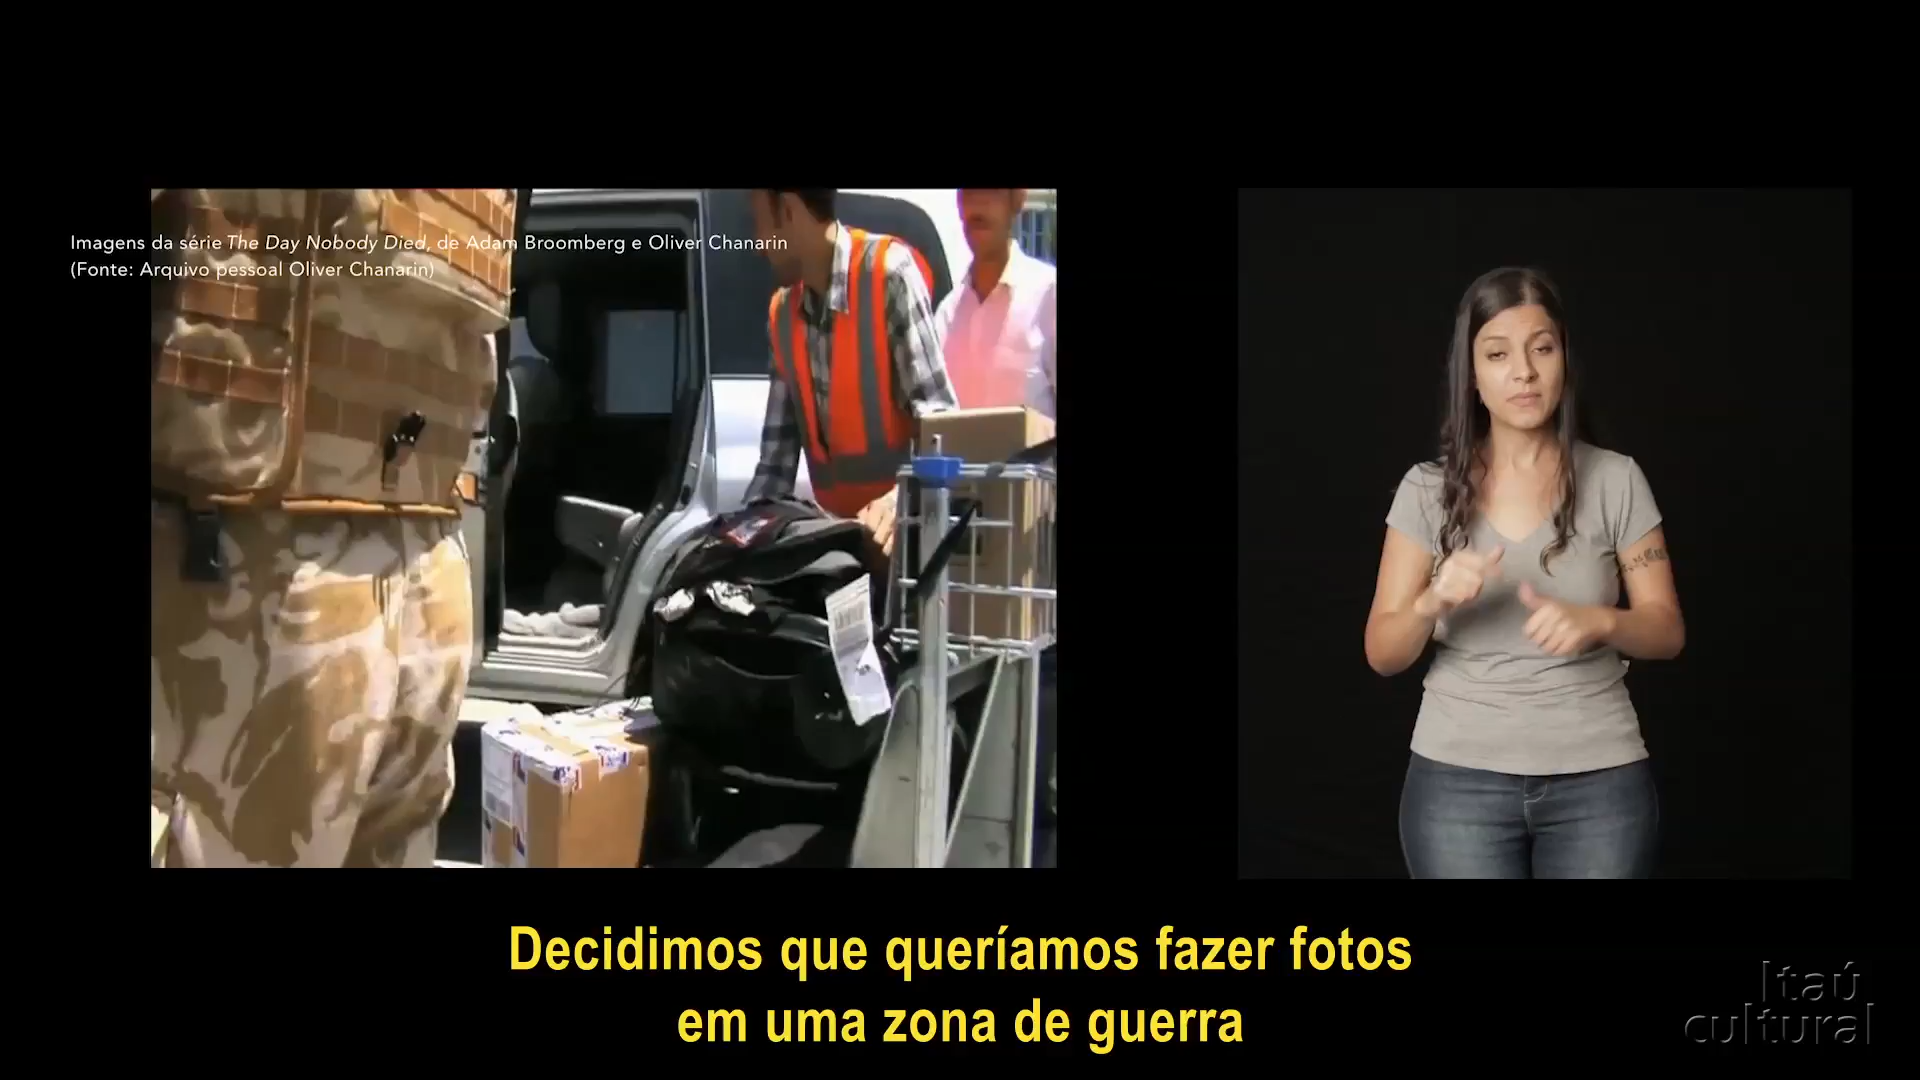 Imagens da série The Day Nobody Died, de Adam Broomberg e Oliver Chanarin
(Fonte: Arquivo pessoal Oliver Chanarin)
Decidimos que queríamos fazer fotos
em uma zona de guerra
Itaú
cultural